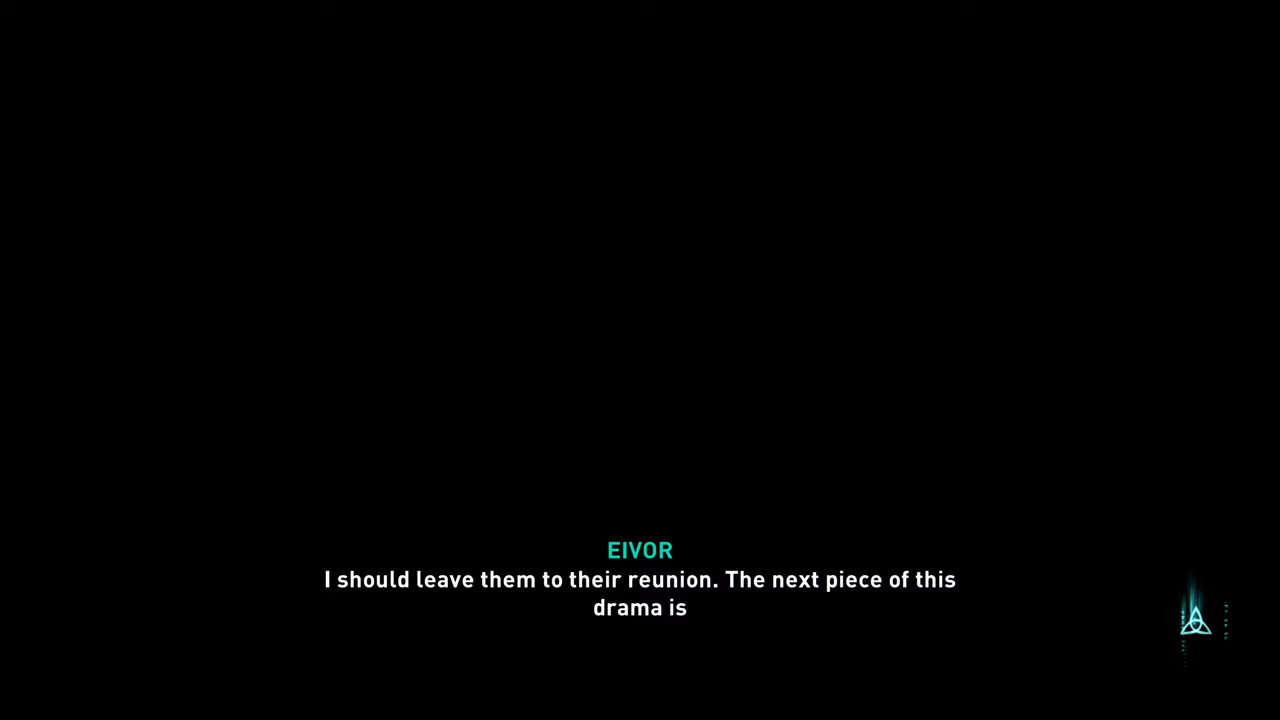 EIVOR
I should leave them to their reunion. The next piece of this
drama is